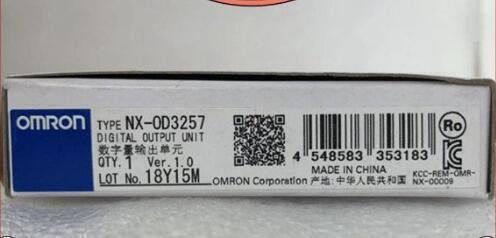 OMRON
TYPE NX-OD3257
DIGITAL OUTPUT UNIT
数字量输出单元
QTY. 1 Ver.1.0
LOT No. 18Y15M
OMRON Corporation
4 548583 353183
MADE IN CHINA
产地:中华人民共和国
Ro
KCC-REM-OMR-
NX-00009